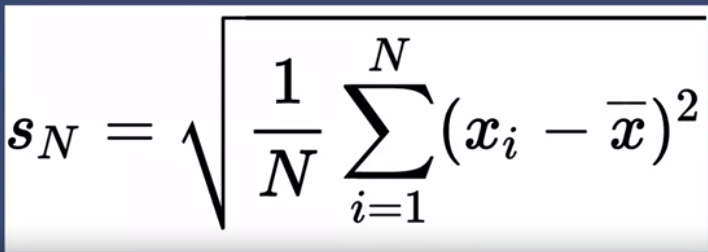 s_N = \sqrt{\frac{1}{N} \sum_{i=1}^{N} (x_i - \overline{x})^2}